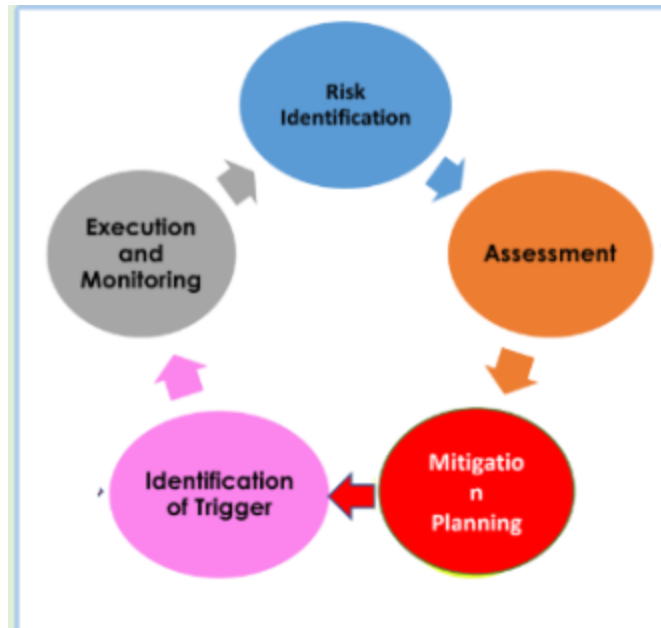 Risk
Identification
Assessment
Mitigatio
n
Planning
Identification
of Trigger
Execution
and
Monitoring